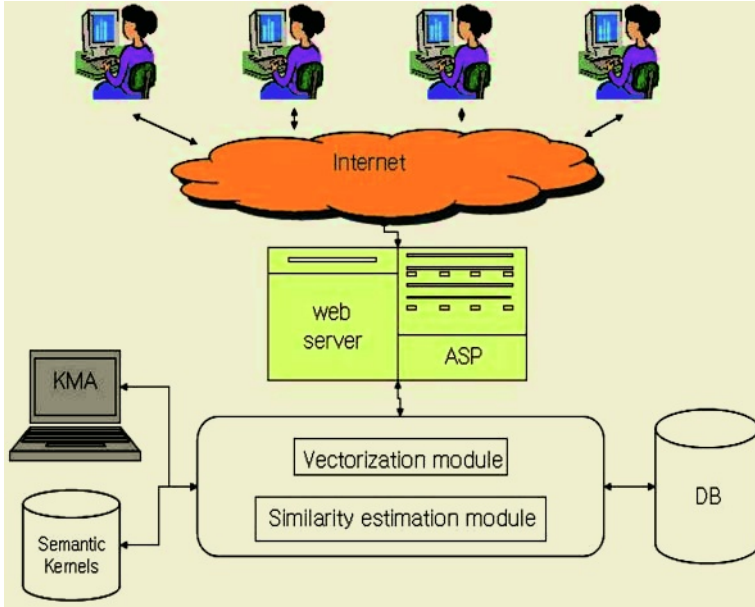 Internet
web
server
ASP
KMA
Vectorization module
Similarity estimation module
DB
Semantic
Kernels